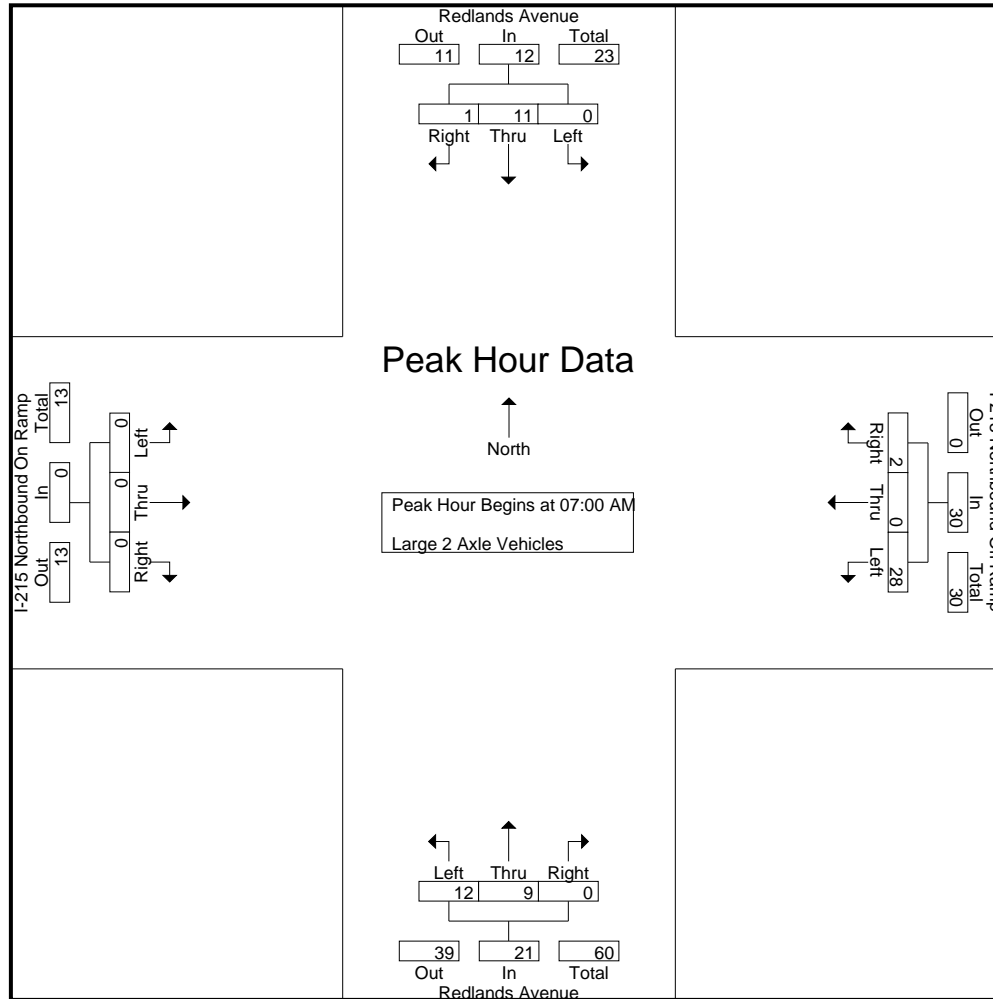 Redlands Avenue
Out In Total
11 12 23
1 11 0
Right Thru Left
Peak Hour Data
North
Peak Hour Begins at 07:00 AM
Large 2 Axle Vehicles
I-215 Northbound On Ramp
Out In Total
13 0 13
Left Thru Right
0 0 0
Out In Total
0 30 30
Right Thru Left
2 0 28
Left Thru Right
12 9 0
39 21 60
Out In Total
Redlands Avenue